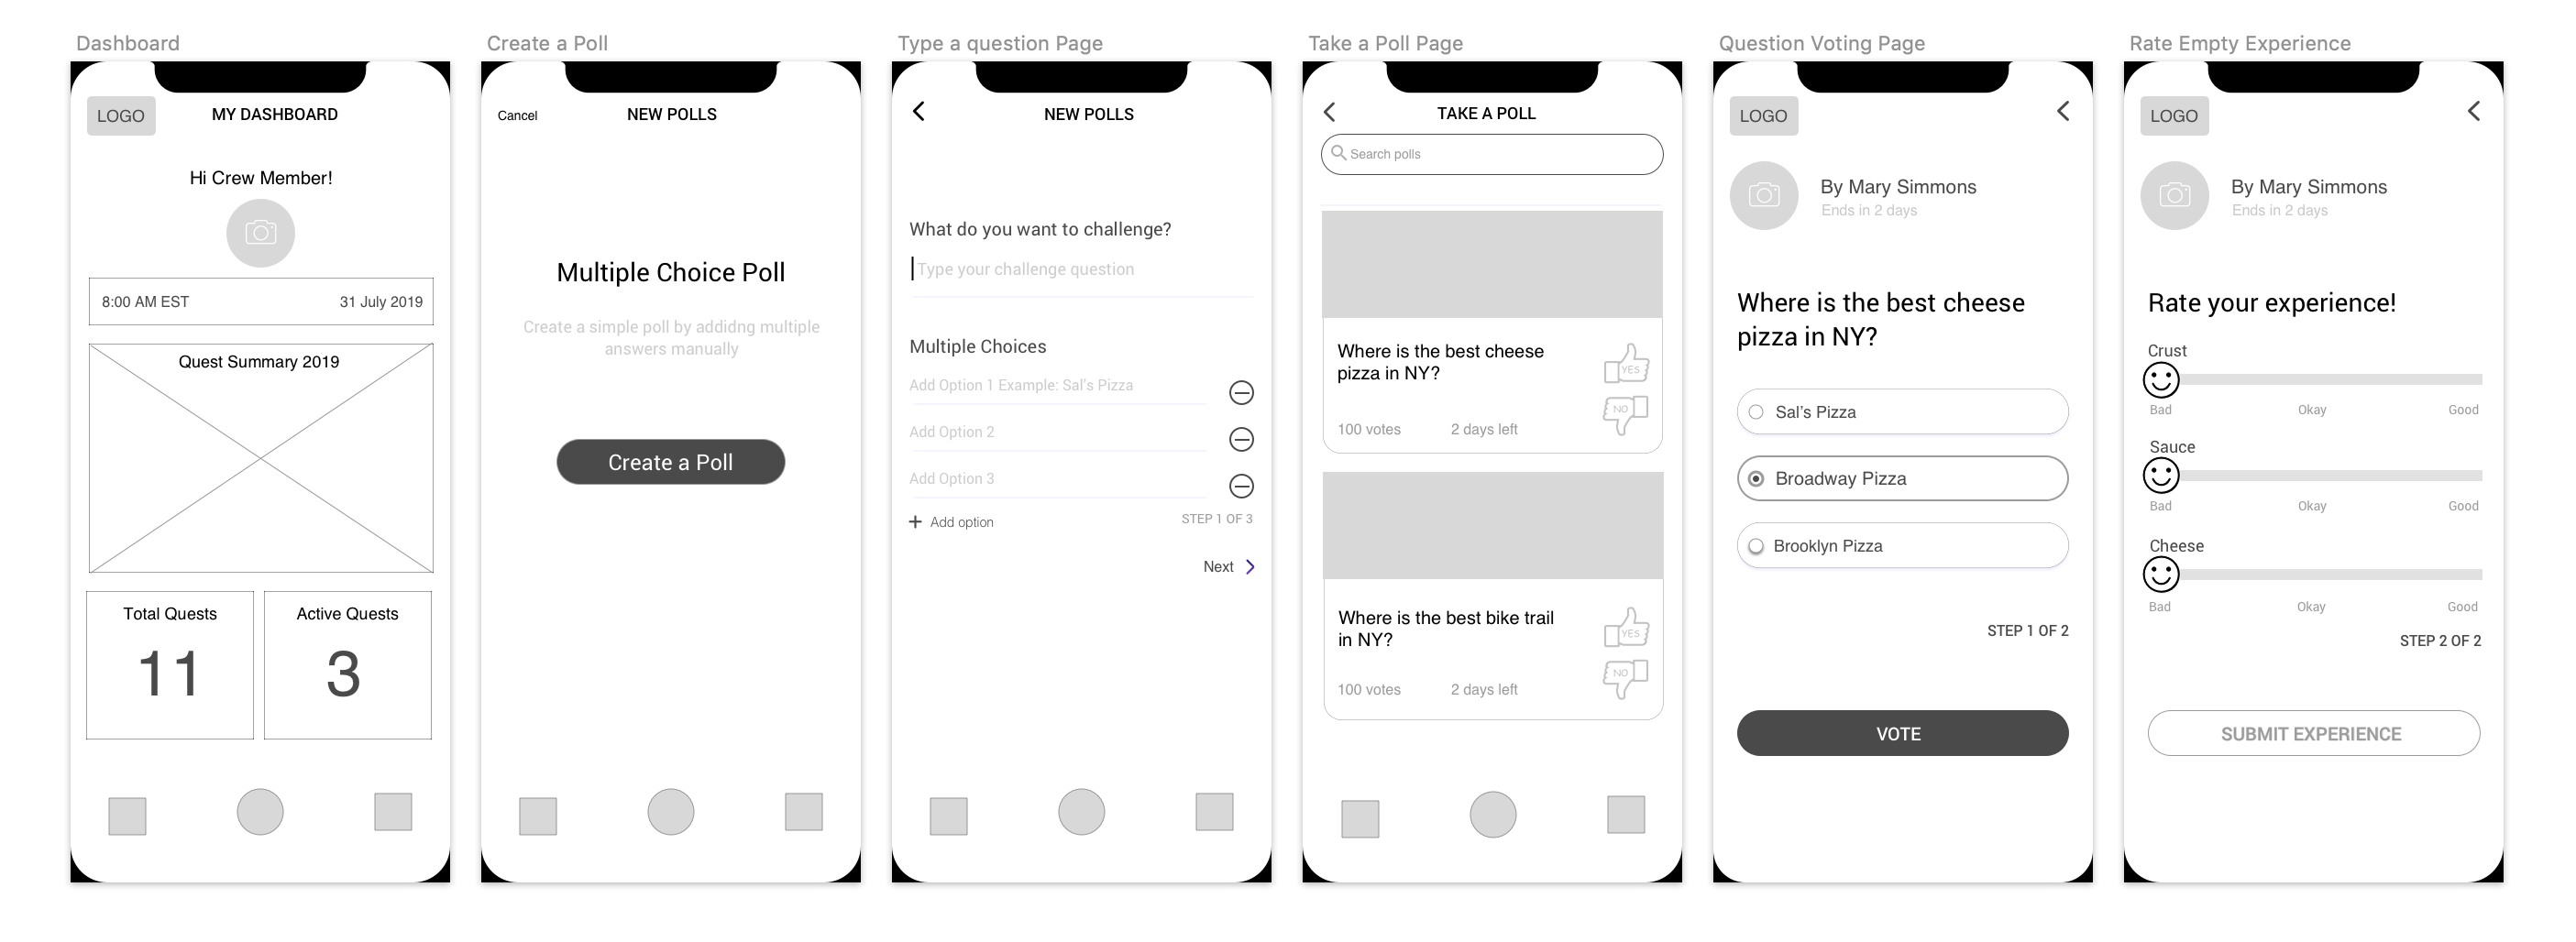 Dashboard
LOGO
MY DASHBOARD
Hi Crew Member!
8:00 AM EST
31 July 2019
Quest Summary 2019
Total Quests
11
Active Quests
3
Create a Poll
Cancel
NEW POLLS
Multiple Choice Poll
Create a simple poll by addidng multiple
answers manually
Create a Poll
Type a question Page
NEW POLLS
What do you want to challenge?
Type your challenge question
Multiple Choices
Add Option 1 Example: Sal's Pizza
Add Option 2
Add Option 3
Add option
STEP 1 OF 3
Next
Take a Poll Page
TAKE A POLL
Search polls
Where is the best cheese
pizza in NY?
YES
NO
100 votes
2 days left
Where is the best bike trail
in NY?
YES
NO
100 votes
2 days left
Question Voting Page
LOGO
By Mary Simmons
Ends in 2 days
Where is the best cheese
pizza in NY?
Sal's Pizza
Broadway Pizza
Brooklyn Pizza
STEP 1 OF 2
VOTE
Rate Empty Experience
LOGO
By Mary Simmons
Ends in 2 days
Rate your experience!
Crust
Bad
Okay
Good
Sauce
Bad
Okay
Good
Cheese
Bad
Okay
Good
STEP 2 OF 2
SUBMIT EXPERIENCE